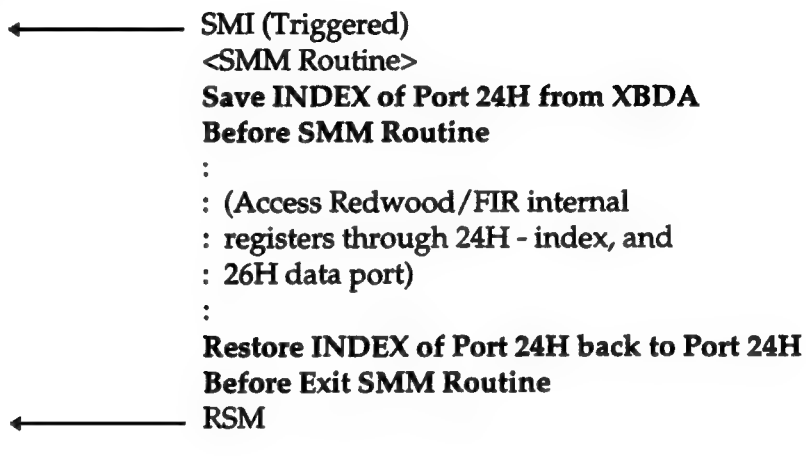 SMI (Triggered)
<SMM Routine>
Save INDEX of Port 24H from XBDA
Before SMM Routine
:
: (Access Redwood/FIR internal
: registers through 24H - index, and
: 26H data port)
:
Restore INDEX of Port 24H back to Port 24H
Before Exit SMM Routine
RSM